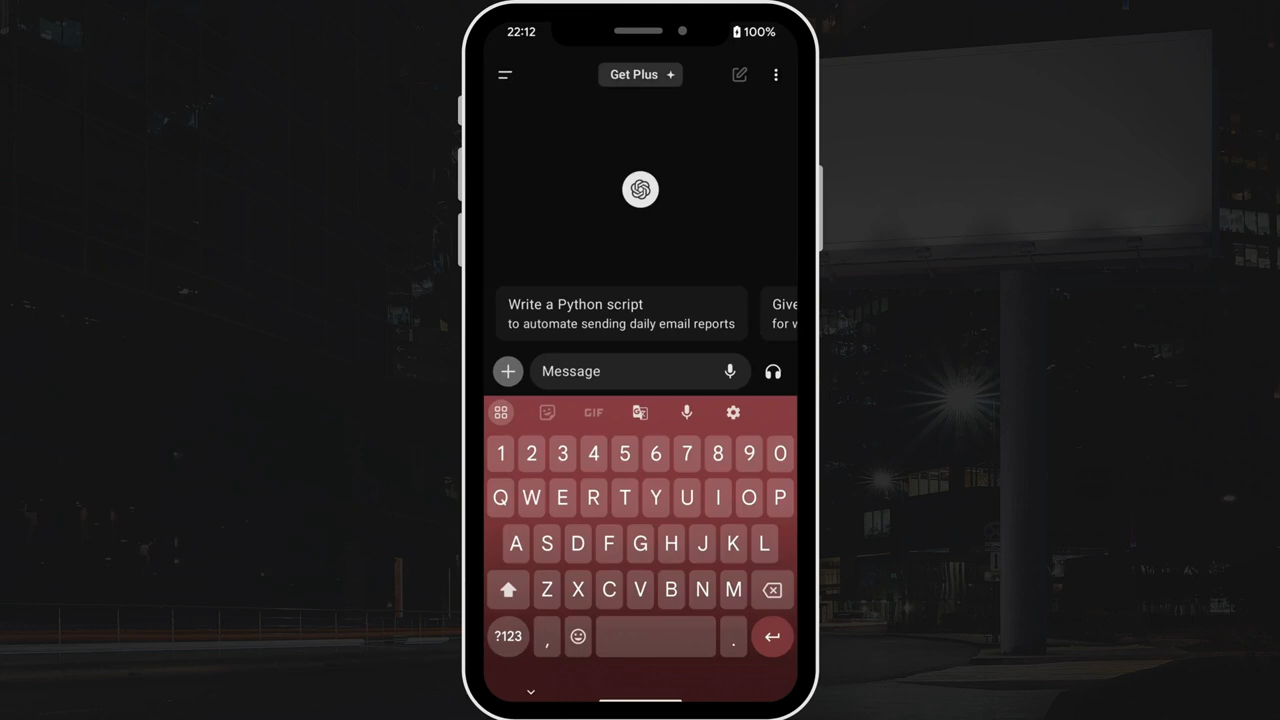 22:12
100%
Get Plus
Write a Python script
to automate sending daily email reports
Give
for w
Message
GIF
1 2 3 4 5 6 7 8 9 0
Q W E R T Y U I O P
A S D F G H J K L
Z X C V B N M
?123 , .